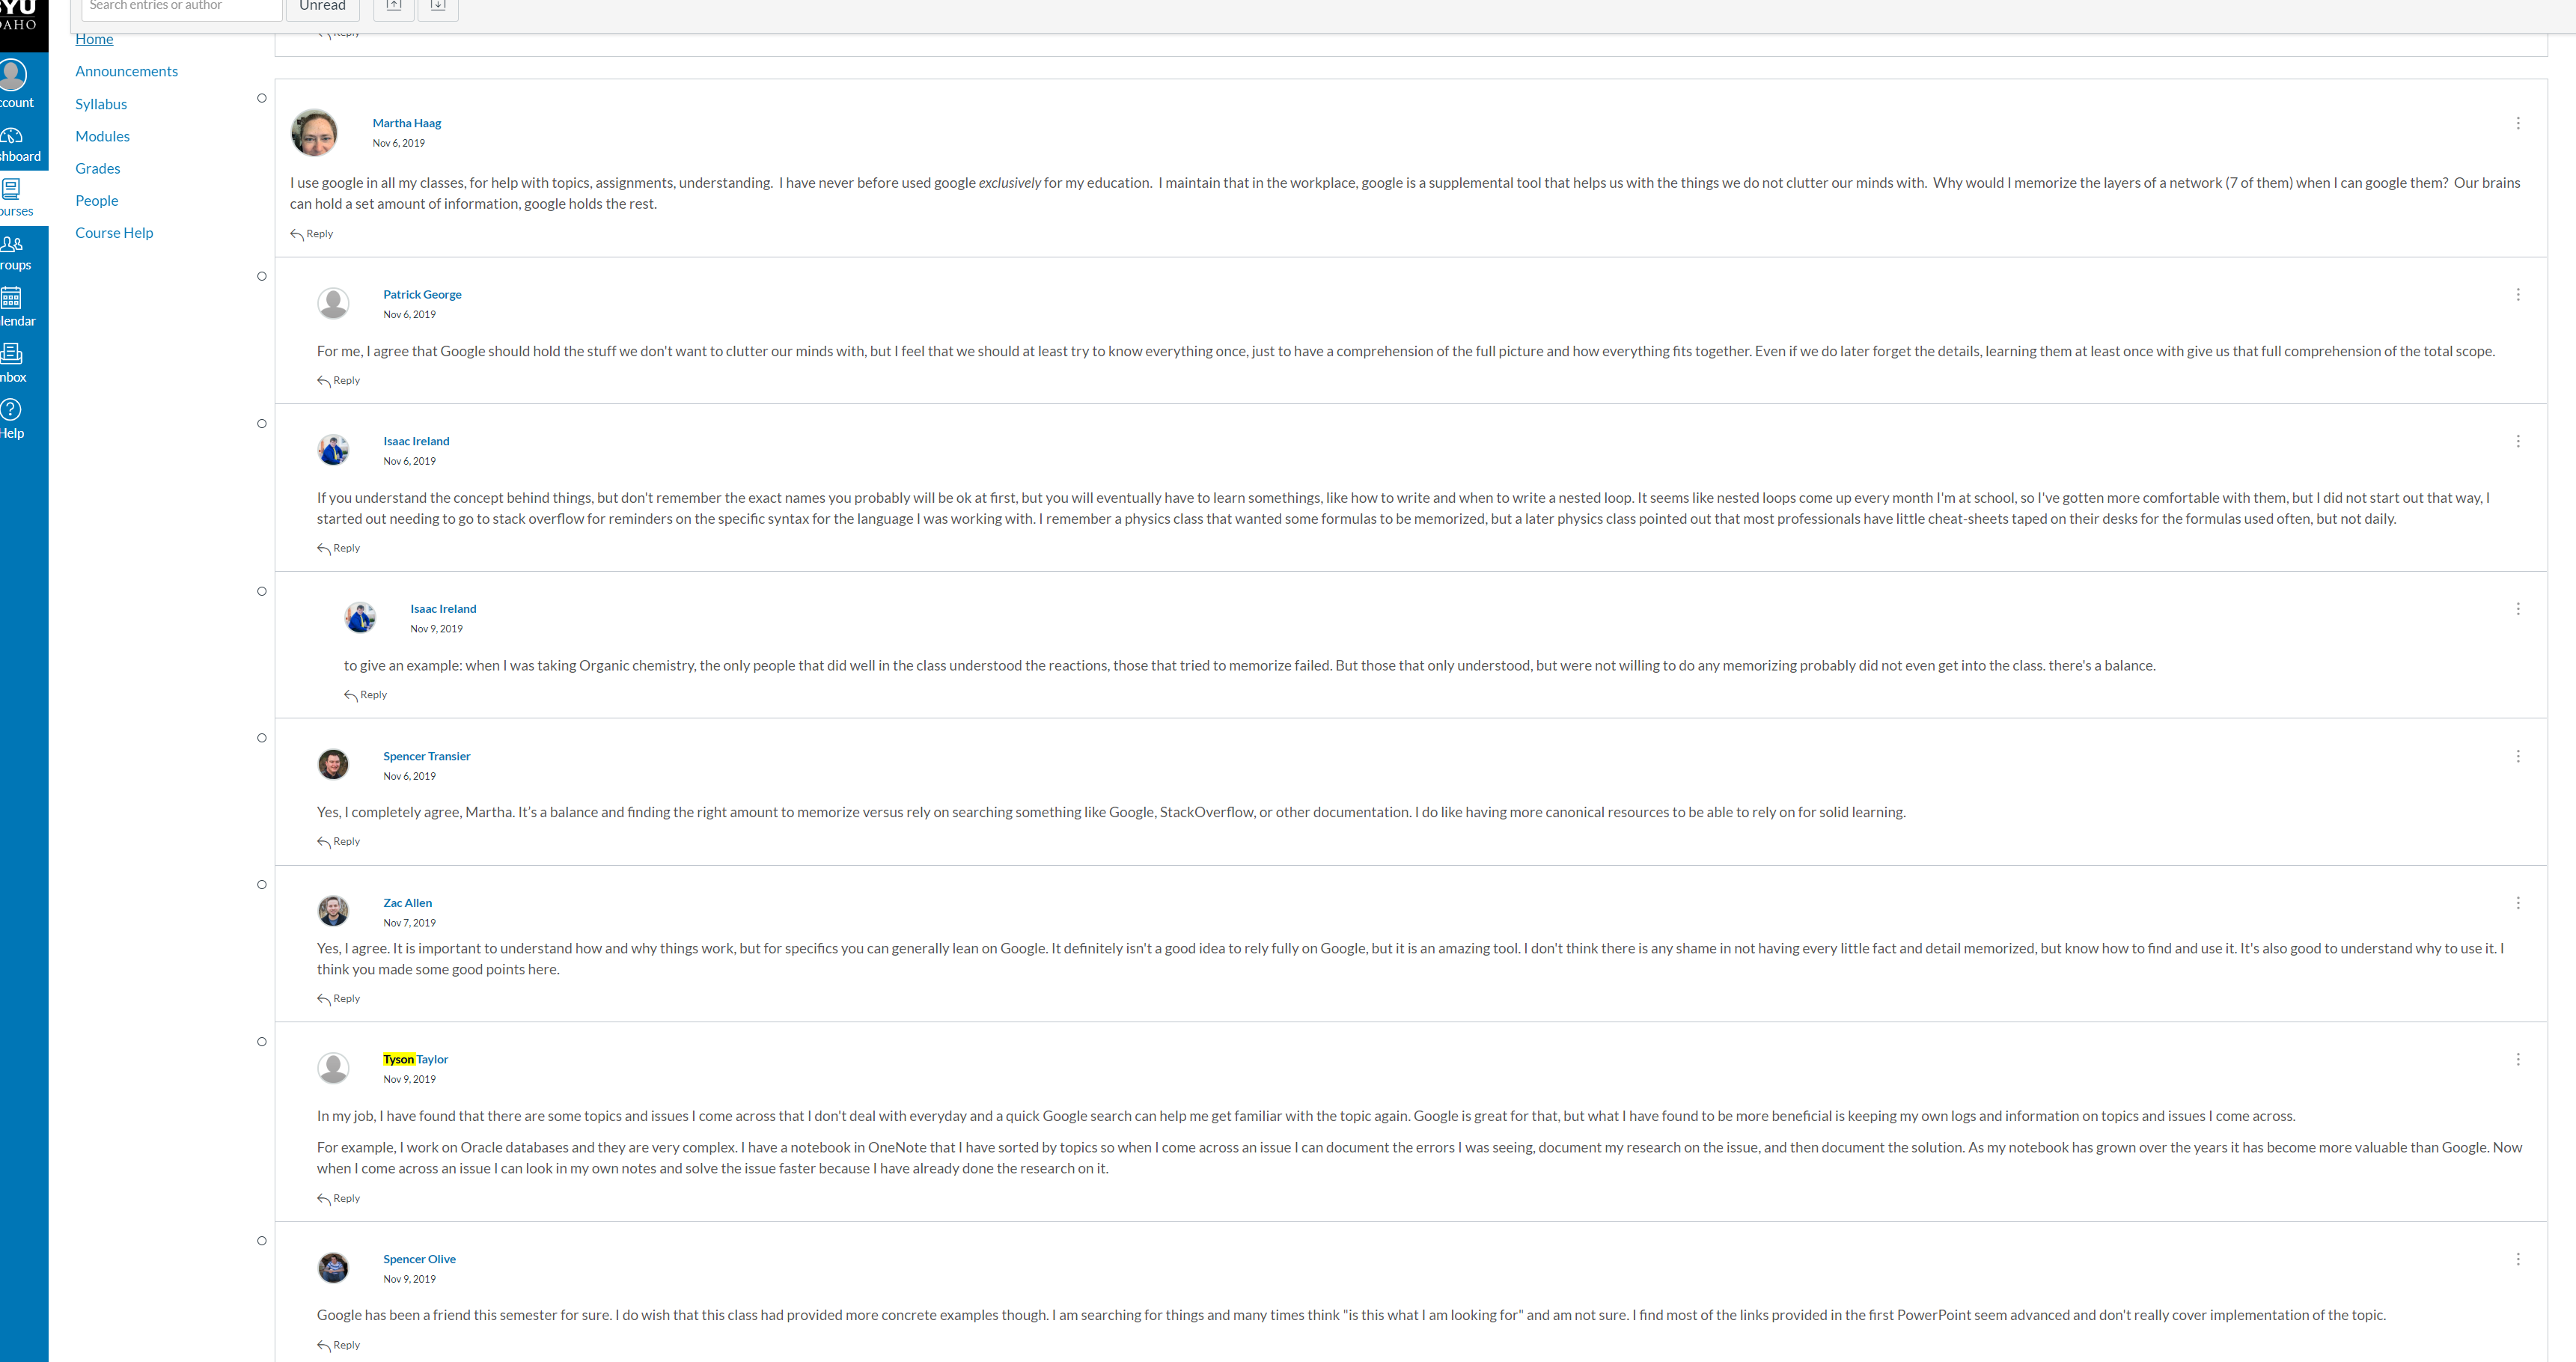 Search entries or author
Unread
AHO
Home
Reply
Announcements
Syllabus
Modules
Grades
People
Course Help
ccount
shboard
ourses
roups
lendar
nbox
Help
Martha Haag
Nov 6, 2019
I use google in all my classes, for help with topics, assignments, understanding.  I have never before used google exclusively for my education.  I maintain that in the workplace, google is a supplemental tool that helps us with the things we do not clutter our minds with.  Why would I memorize the layers of a network (7 of them) when I can google them?  Our brains
can hold a set amount of information, google holds the rest.
Reply
Patrick George
Nov 6, 2019
For me, I agree that Google should hold the stuff we don't want to clutter our minds with, but I feel that we should at least try to know everything once, just to have a comprehension of the full picture and how everything fits together. Even if we do later forget the details, learning them at least once with give us that full comprehension of the total scope.
Reply
Isaac Ireland
Nov 6, 2019
If you understand the concept behind things, but don't remember the exact names you probably will be ok at first, but you will eventually have to learn somethings, like how to write and when to write a nested loop. It seems like nested loops come up every month I'm at school, so I've gotten more comfortable with them, but I did not start out that way, I
started out needing to go to stack overflow for reminders on the specific syntax for the language I was working with. I remember a physics class that wanted some formulas to be memorized, but a later physics class pointed out that most professionals have little cheat-sheets taped on their desks for the formulas used often, but not daily.
Reply
Isaac Ireland
Nov 9, 2019
to give an example: when I was taking Organic chemistry, the only people that did well in the class understood the reactions, those that tried to memorize failed. But those that only understood, but were not willing to do any memorizing probably did not even get into the class. there's a balance.
Reply
Spencer Transier
Nov 6, 2019
Yes, I completely agree, Martha. It's a balance and finding the right amount to memorize versus rely on searching something like Google, StackOverflow, or other documentation. I do like having more canonical resources to be able to rely on for solid learning.
Reply
Zac Allen
Nov 7, 2019
Yes, I agree. It is important to understand how and why things work, but for specifics you can generally lean on Google. It definitely isn't a good idea to rely fully on Google, but it is an amazing tool. I don't think there is any shame in not having every little fact and detail memorized, but know how to find and use it. It's also good to understand why to use it. I
think you made some good points here.
Reply
Tyson Taylor
Nov 9, 2019
In my job, I have found that there are some topics and issues I come across that I don't deal with everyday and a quick Google search can help me get familiar with the topic again. Google is great for that, but what I have found to be more beneficial is keeping my own logs and information on topics and issues I come across.
For example, I work on Oracle databases and they are very complex. I have a notebook in OneNote that I have sorted by topics so when I come across an issue I can document the errors I was seeing, document my research on the issue, and then document the solution. As my notebook has grown over the years it has become more valuable than Google. Now
when I come across an issue I can look in my own notes and solve the issue faster because I have already done the research on it.
Reply
Spencer Olive
Nov 9, 2019
Google has been a friend this semester for sure. I do wish that this class had provided more concrete examples though. I am searching for things and many times think "is this what I am looking for" and am not sure. I find most of the links provided in the first PowerPoint seem advanced and don't really cover implementation of the topic.
Reply